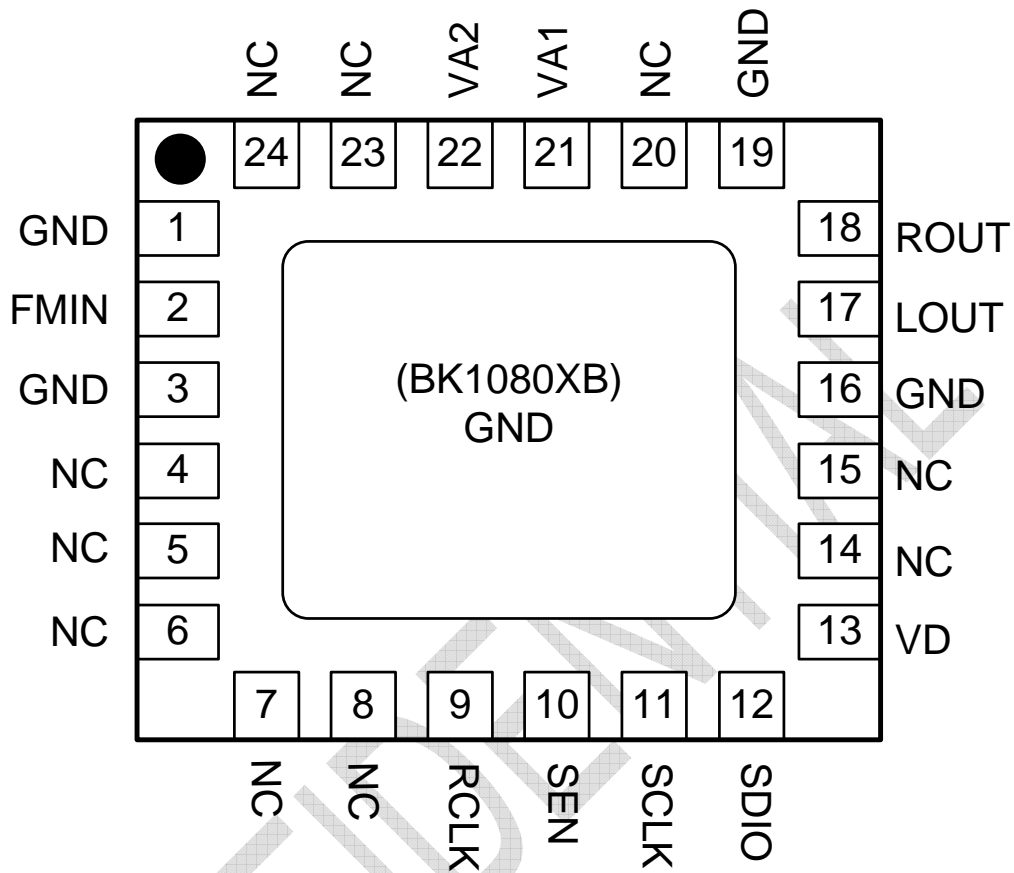 NC
NC
VA2
VA1
NC
GND
24
23
22
21
20
19
GND 1
18 ROUT
FMIN 2
17 LOUT
GND 3
16 GND
(BK1080XB)
GND
NC 4
15 NC
NC 5
14 NC
NC 6
13 VD
7
8
9
10
11
12
NC
NC
RCLK
SEN
SCLK
SDIO